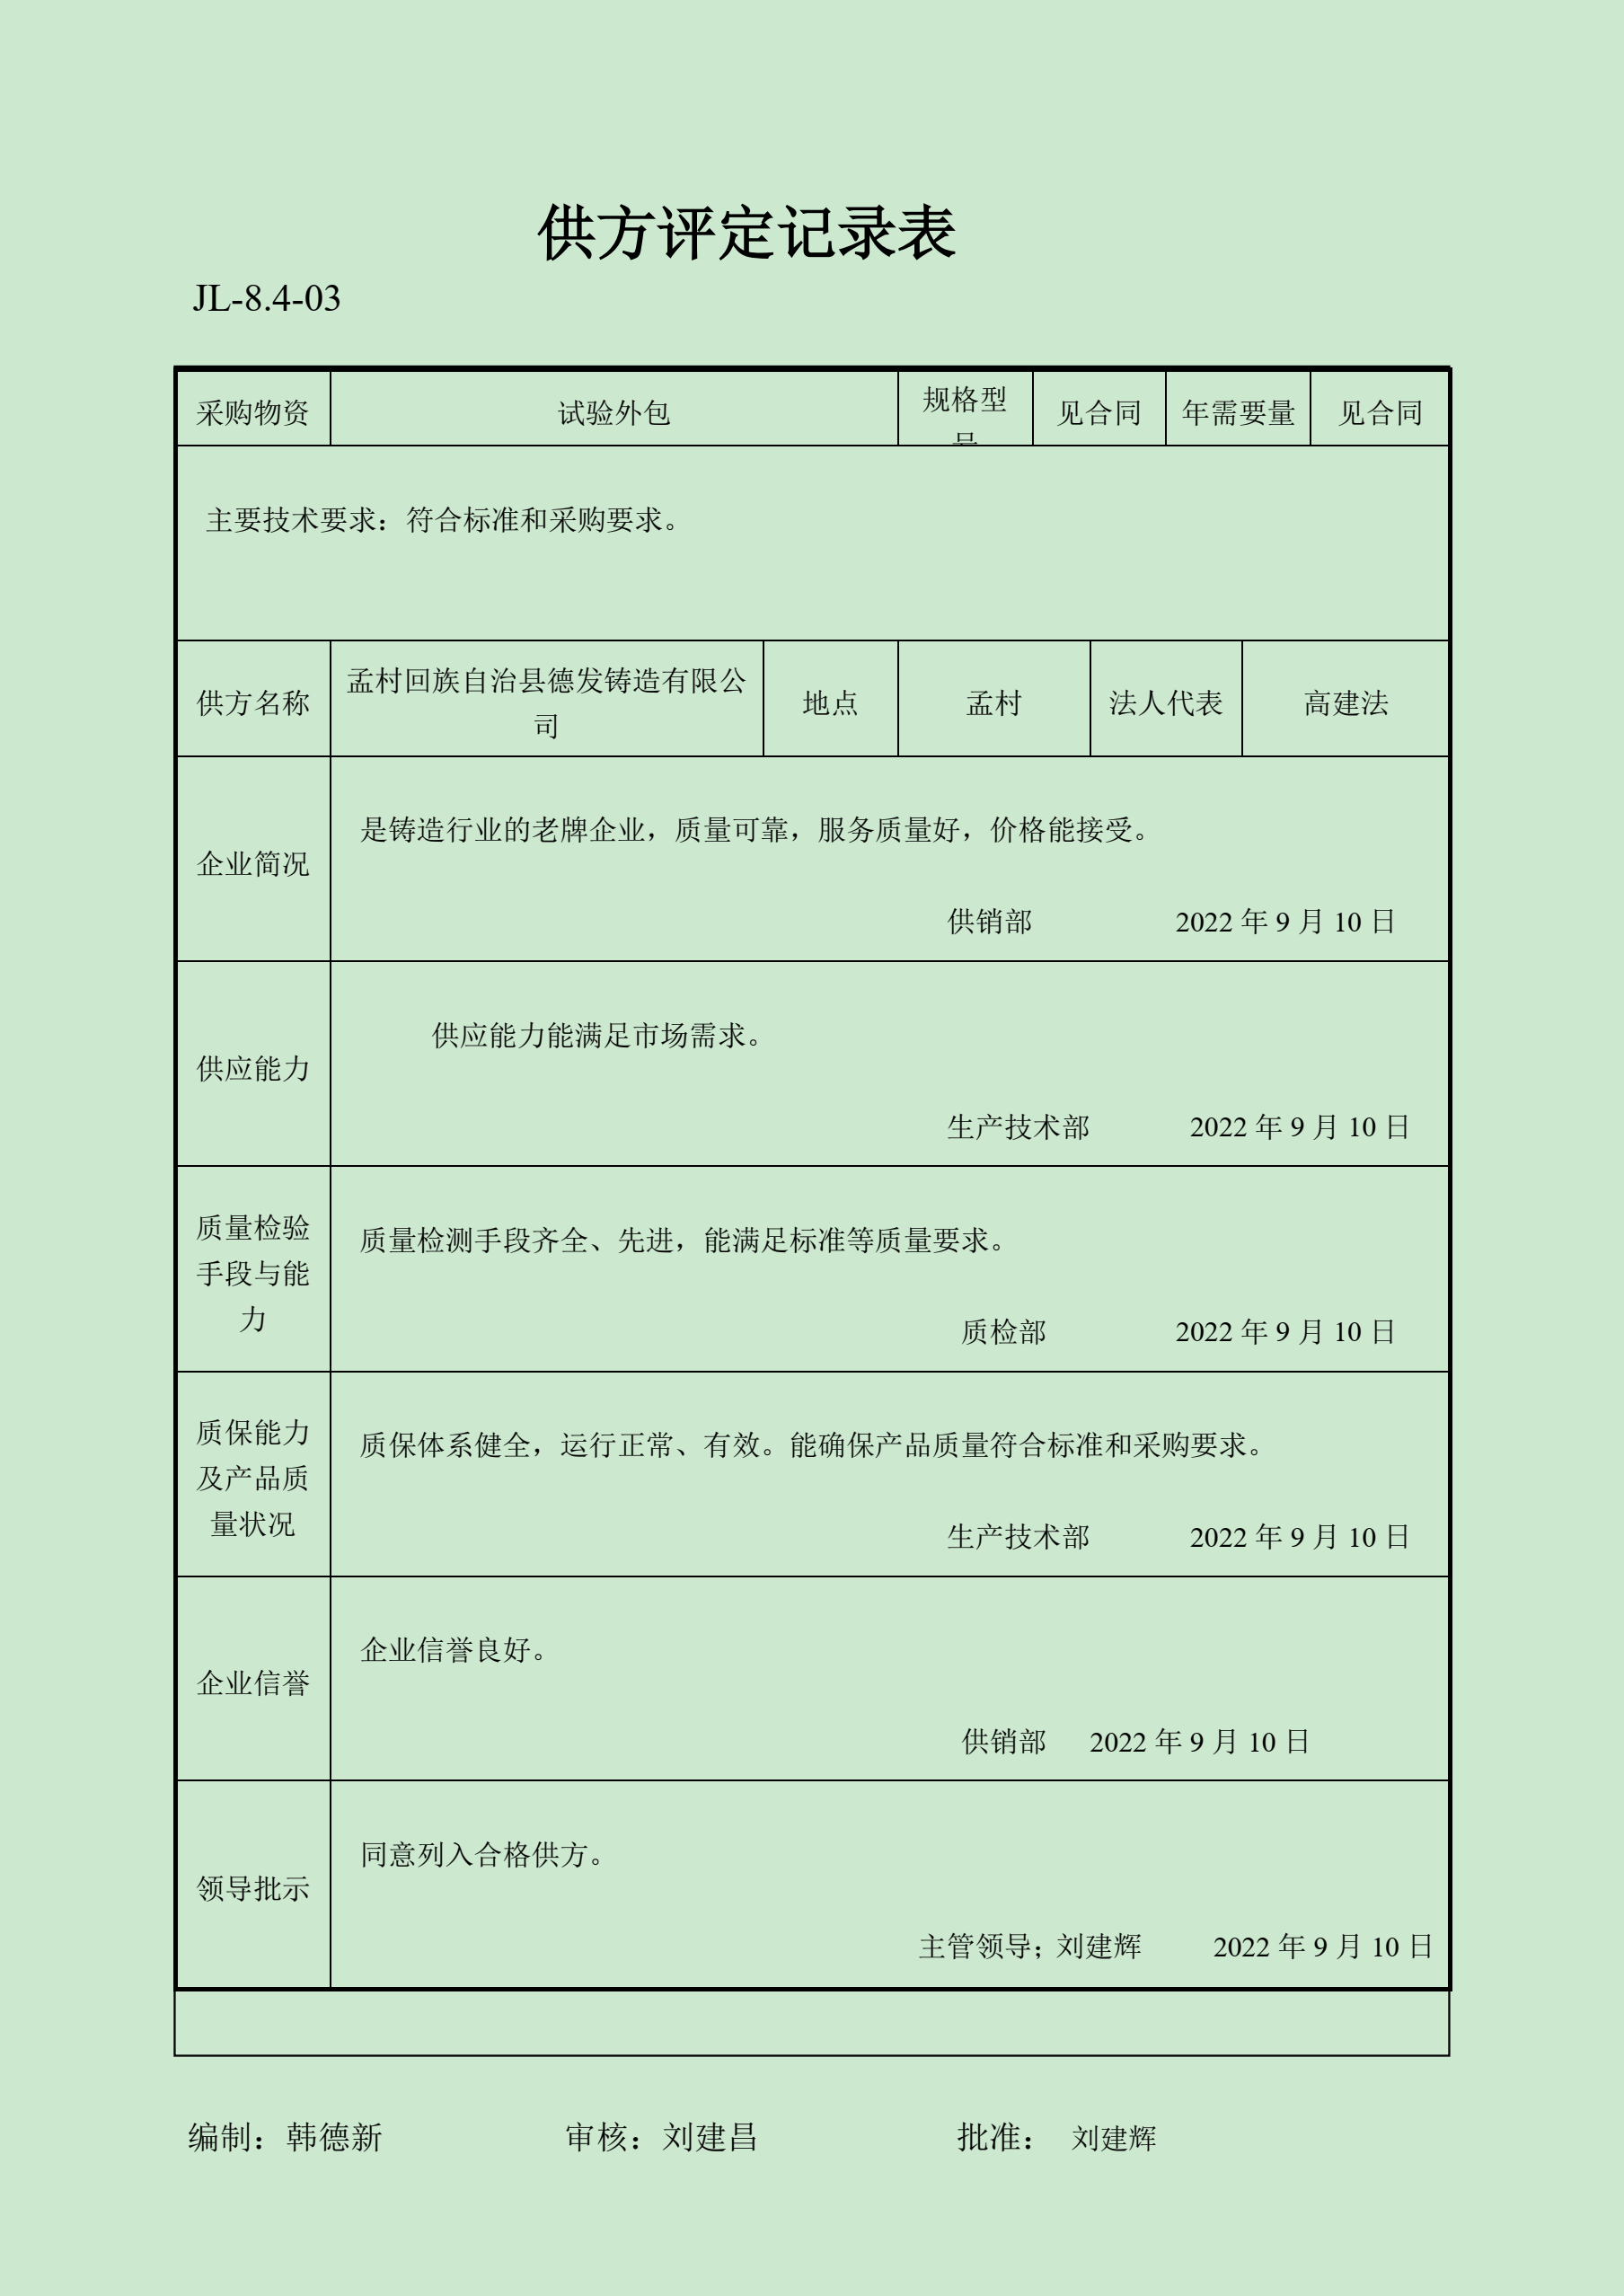 供方评定记录表
JL-8.4-03
采购物资 试验外包 规格型号 见合同 年需要量 见合同
主要技术要求：符合标准和采购要求。
供方名称 孟村回族自治县德发铸造有限公司 地点 孟村 法人代表 高建法
企业简况
是铸造行业的老牌企业，质量可靠，服务质量好，价格能接受。
供销部 2022 年 9 月 10 日
供应能力
供应能力能满足市场需求。
生产技术部 2022 年 9 月 10 日
质量检验
手段与能
力
质量检测手段齐全、先进，能满足标准等质量要求。
质检部 2022 年 9 月 10 日
质保能力
及产品质
量状况
质保体系健全，运行正常、有效。能确保产品质量符合标准和采购要求。
生产技术部 2022 年 9 月 10 日
企业信誉
企业信誉良好。
供销部 2022 年 9 月 10 日
领导批示
同意列入合格供方。
主管领导；刘建辉 2022 年 9 月 10 日
编制：韩德新 审核：刘建昌 批准： 刘建辉